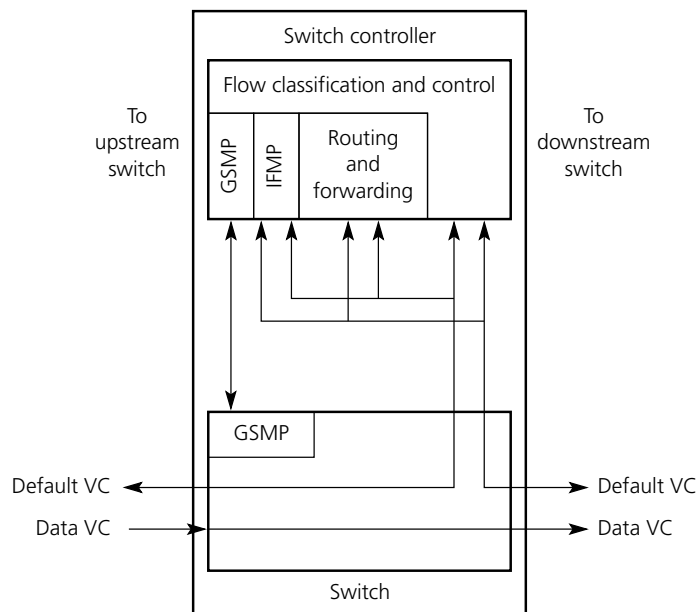 Switch controller
Flow classification and control
To
upstream
switch
GSMP
IFMP
Routing
and
forwarding
To
downstream
switch
GSMP
Default VC
Default VC
Data VC
Data VC
Switch